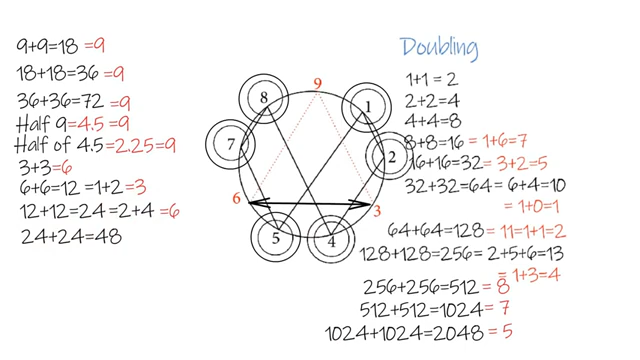 9+9=18 =9
18+18=36 =9
36+36=72 =9
Half 9=4.5 =9
Half of 4.5=2.25=9
3+3=6
6+6=12 =1+2=3
12+12=24 =2+4 =6
24+24=48
9
8
1
7
2
6
3
5
4
Doubling
1+1 = 2
2+2=4
4+4=8
8+8=16 = 1+6=7
16+16=32 = 3+2=5
32+32=64 = 6+4=10
= 1+0=1
64+64=128 = 11=1+1=2
128+128=256= 2+5+6=13
= 1+3=4
256+256=512 = 8
512+512=1024 = 7
1024+1024=2048 = 5